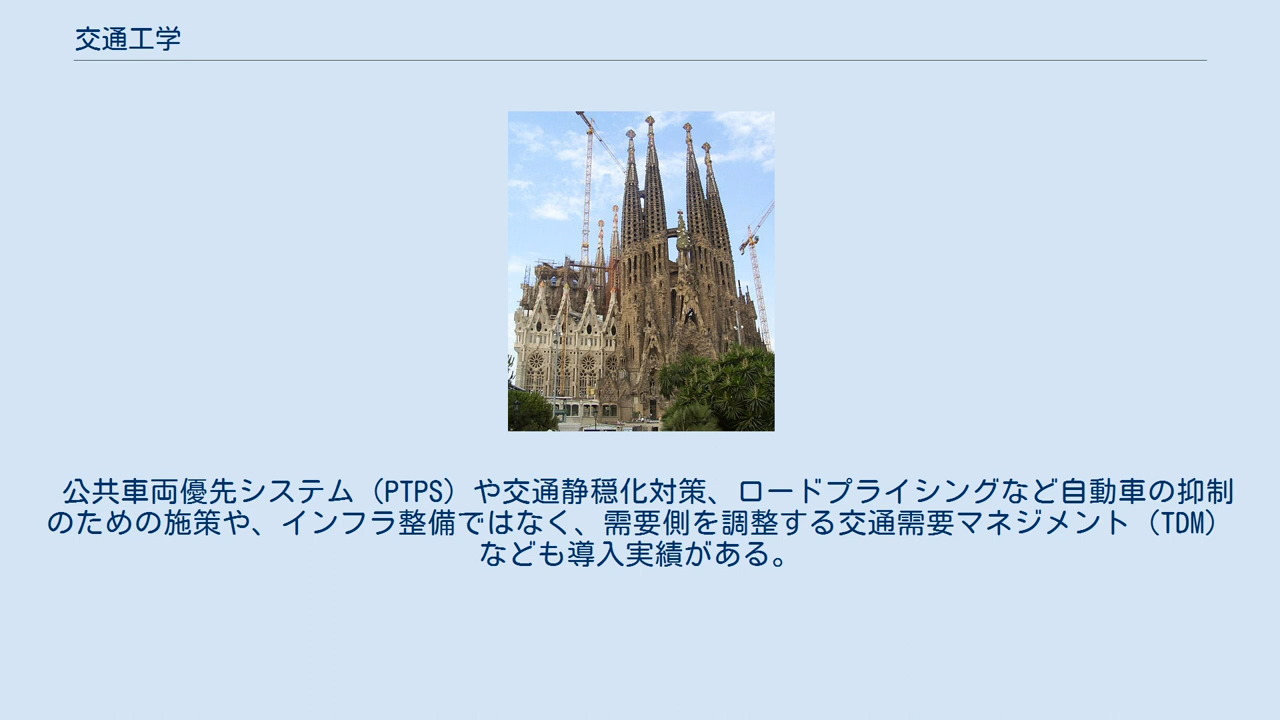 交通工学
公共車両優先システム（PTPS）や交通静穏化対策、ロードプライシングなど自動車の抑制
のための施策や、インフラ整備ではなく、需要側を調整する交通需要マネジメント（TDM）
なども導入実績がある。